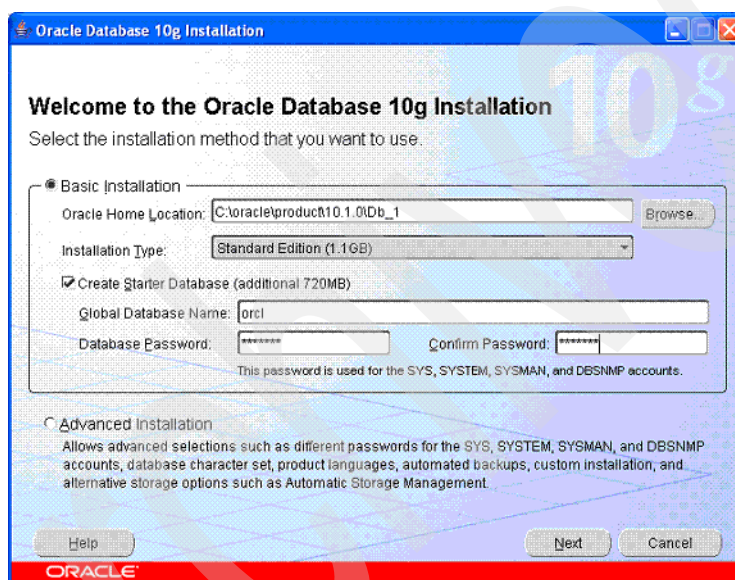 Oracle Database 10g Installation
10g
Welcome to the Oracle Database 10g Installation
Select the installation method that you want to use.
Basic Installation
Oracle Home Location: C:\oracle\product\10.1.0\Db_1 Browse...
Installation Type: Standard Edition (1.1GB)
Create Starter Database (additional 720MB)
Global Database Name: orcl
Database Password: ******* Confirm Password: *******
This password is used for the SYS, SYSTEM, SYSMAN, and DBSNMP accounts.
Advanced Installation
Allows advanced selections such as different passwords for the SYS, SYSTEM, SYSMAN, and DBSNMP
accounts, database character set, product languages, automated backups, custom installation, and
alternative storage options such as Automatic Storage Management.
Help Next Cancel
ORACLE